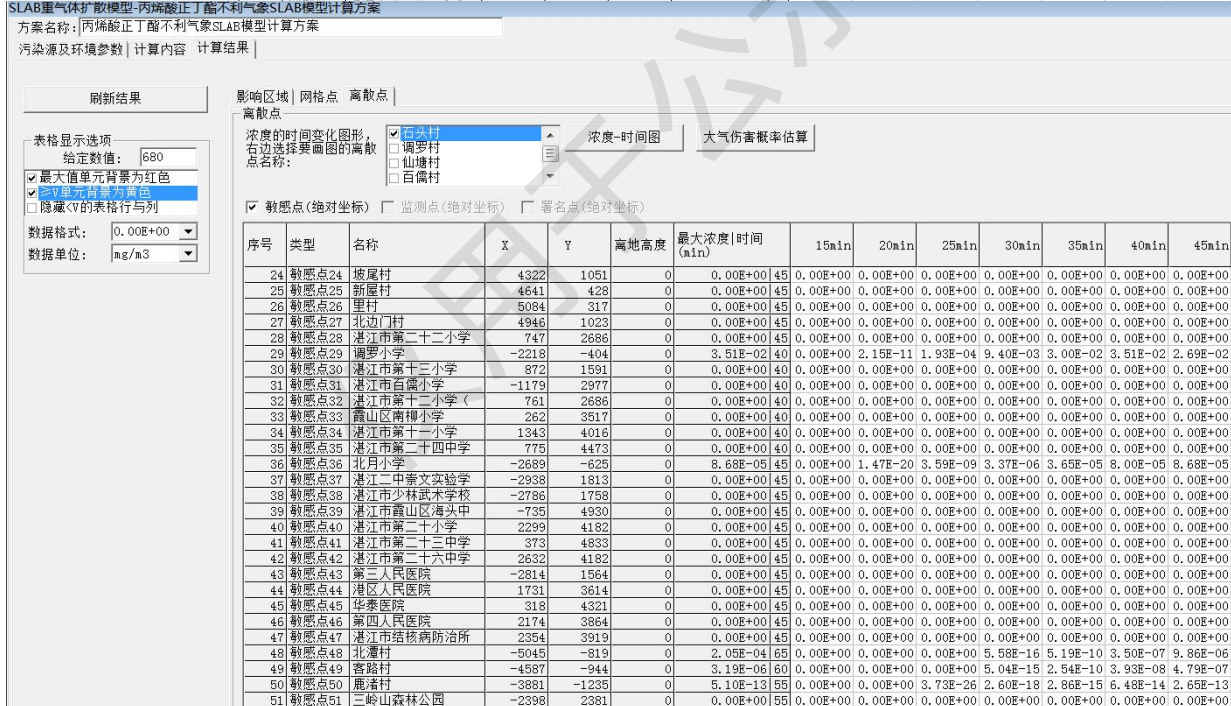 SLAB重气体扩散模型-丙烯酸正丁酯不利气象SLAB模型计算方案
方案名称: 丙烯酸正丁酯不利气象SLAB模型计算方案
污染源及环境参数 计算内容 计算结果
刷新结果
表格显示选项
给定数值: 680
最大值单元背景为红色
≥V单元背景为黄色
隐藏<V的表格行与列
数据格式: 0.00E+00
数据单位: mg/m3
影响区域 网格点 离散点
离散点
浓度的时间变化图形,
右边选择要画图的离散
点名称:
石头村
调罗村
仙塘村
百儒村
浓度-时间图 大气伤害概率估算
敏感点(绝对坐标) 监测点(绝对坐标) 署名点(绝对坐标)
序号 类型 名称 X Y 离地高度 最大浓度|时间(min) 15min 20min 25min 30min 35min 40min 45min
24 敏感点24 坡尾村 4322 1051 0 0.00E+00|45 0.00E+00 0.00E+00 0.00E+00 0.00E+00 0.00E+00 0.00E+00 0.00E+00
25 敏感点25 新屋村 4641 428 0 0.00E+00|45 0.00E+00 0.00E+00 0.00E+00 0.00E+00 0.00E+00 0.00E+00 0.00E+00
26 敏感点26 里村 5084 317 0 0.00E+00|45 0.00E+00 0.00E+00 0.00E+00 0.00E+00 0.00E+00 0.00E+00 0.00E+00
27 敏感点27 北边门村 4946 1023 0 0.00E+00|45 0.00E+00 0.00E+00 0.00E+00 0.00E+00 0.00E+00 0.00E+00 0.00E+00
28 敏感点28 湛江市第二十二小学 747 2686 0 0.00E+00|45 0.00E+00 0.00E+00 0.00E+00 0.00E+00 0.00E+00 0.00E+00 0.00E+00
29 敏感点29 调罗小学 -2218 -404 0 3.51E-02|40 0.00E+00 2.15E-11 1.93E-04 9.40E-03 3.00E-02 3.51E-02 2.69E-02
30 敏感点30 湛江市第十三小学 872 1591 0 0.00E+00|40 0.00E+00 0.00E+00 0.00E+00 0.00E+00 0.00E+00 0.00E+00 0.00E+00
31 敏感点31 湛江市百儒小学 -1179 2977 0 0.00E+00|40 0.00E+00 0.00E+00 0.00E+00 0.00E+00 0.00E+00 0.00E+00 0.00E+00
32 敏感点32 湛江市第十二小学( 761 2686 0 0.00E+00|40 0.00E+00 0.00E+00 0.00E+00 0.00E+00 0.00E+00 0.00E+00 0.00E+00
33 敏感点33 霞山区南柳小学 262 3517 0 0.00E+00|40 0.00E+00 0.00E+00 0.00E+00 0.00E+00 0.00E+00 0.00E+00 0.00E+00
34 敏感点34 湛江市第十一小学 1343 4016 0 0.00E+00|40 0.00E+00 0.00E+00 0.00E+00 0.00E+00 0.00E+00 0.00E+00 0.00E+00
35 敏感点35 湛江市第二十四中学 775 4473 0 0.00E+00|40 0.00E+00 0.00E+00 0.00E+00 0.00E+00 0.00E+00 0.00E+00 0.00E+00
36 敏感点36 北月小学 -2689 -625 0 8.68E-05|45 0.00E+00 1.47E-20 3.59E-09 3.37E-06 3.65E-05 8.00E-05 8.68E-05
37 敏感点37 湛江二中崇文实验学 -2938 1813 0 0.00E+00|45 0.00E+00 0.00E+00 0.00E+00 0.00E+00 0.00E+00 0.00E+00 0.00E+00
38 敏感点38 湛江市少林武术学校 -2786 1758 0 0.00E+00|45 0.00E+00 0.00E+00 0.00E+00 0.00E+00 0.00E+00 0.00E+00 0.00E+00
39 敏感点39 湛江市霞山区海头中 -735 4930 0 0.00E+00|45 0.00E+00 0.00E+00 0.00E+00 0.00E+00 0.00E+00 0.00E+00 0.00E+00
40 敏感点40 湛江市第二十小学 2299 4182 0 0.00E+00|45 0.00E+00 0.00E+00 0.00E+00 0.00E+00 0.00E+00 0.00E+00 0.00E+00
41 敏感点41 湛江市第二十三中学 373 4833 0 0.00E+00|45 0.00E+00 0.00E+00 0.00E+00 0.00E+00 0.00E+00 0.00E+00 0.00E+00
42 敏感点42 湛江市第二十六中学 2632 4182 0 0.00E+00|45 0.00E+00 0.00E+00 0.00E+00 0.00E+00 0.00E+00 0.00E+00 0.00E+00
43 敏感点43 第三人民医院 -2814 1564 0 0.00E+00|45 0.00E+00 0.00E+00 0.00E+00 0.00E+00 0.00E+00 0.00E+00 0.00E+00
44 敏感点44 港区人民医院 1731 3614 0 0.00E+00|45 0.00E+00 0.00E+00 0.00E+00 0.00E+00 0.00E+00 0.00E+00 0.00E+00
45 敏感点45 华泰医院 318 4321 0 0.00E+00|45 0.00E+00 0.00E+00 0.00E+00 0.00E+00 0.00E+00 0.00E+00 0.00E+00
46 敏感点46 第四人民医院 2174 3864 0 0.00E+00|45 0.00E+00 0.00E+00 0.00E+00 0.00E+00 0.00E+00 0.00E+00 0.00E+00
47 敏感点47 湛江市结核病防治所 2354 3919 0 0.00E+00|45 0.00E+00 0.00E+00 0.00E+00 0.00E+00 0.00E+00 0.00E+00 0.00E+00
48 敏感点48 北潭村 -5045 -819 0 2.05E-04|65 0.00E+00 0.00E+00 0.00E+00 5.58E-16 5.19E-10 3.50E-07 9.86E-06
49 敏感点49 客路村 -4587 -944 0 3.19E-06|60 0.00E+00 0.00E+00 0.00E+00 5.04E-15 2.54E-10 3.93E-08 4.79E-07
50 敏感点50 鹿渚村 -3881 -1235 0 5.10E-13|55 0.00E+00 0.00E+00 3.73E-26 2.60E-18 2.86E-15 6.48E-14 2.65E-13
51 敏感点51 三岭山森林公园 -2398 2381 0 0.00E+00|55 0.00E+00 0.00E+00 0.00E+00 0.00E+00 0.00E+00 0.00E+00 0.00E+00